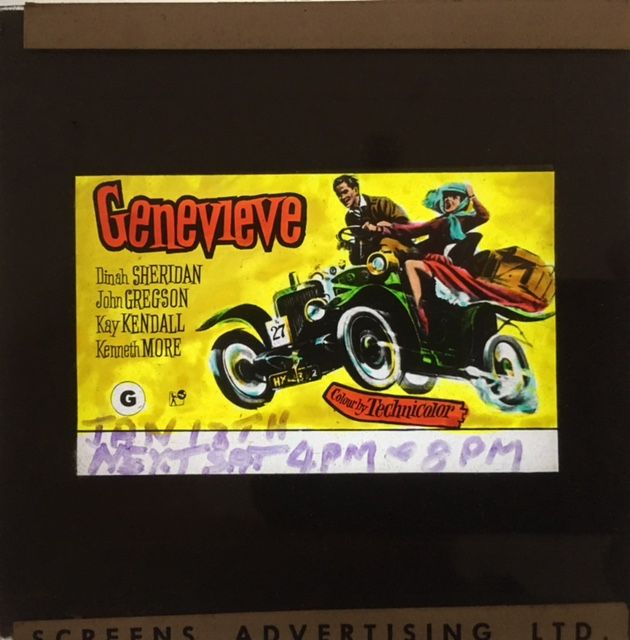 Genevieve
Dinah SHERIDAN
John GREGSON
Kay KENDALL
Kenneth MORE
27
G
Colour by Technicolor
JAN 18TH
NEXT SAT 4PM & 8PM
SCREENS ADVERTISING LTD.